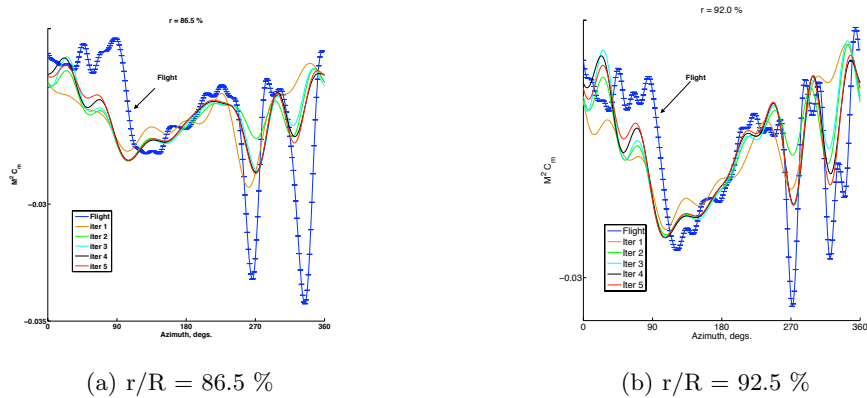 r = 86.5 %
Flight
M² Cₘ
-0.03
-0.035
Flight
iter 1
iter 2
iter 3
iter 4
iter 5
0 90 180 270 360
Azimuth, degs.
(a) r/R = 86.5 %
r = 92.0 %
Flight
M² Cₘ
-0.03
Flight
Iter 1
Iter 2
Iter 3
Iter 4
Iter 5
0 90 180 270 360
Azimuth, degs.
(b) r/R = 92.5 %